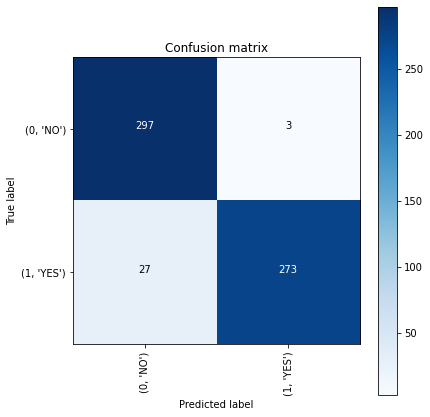 Confusion matrix
True label
(0, 'NO')
297
3
(1, 'YES')
27
273
(0, 'NO')
(1, 'YES')
Predicted label
250
200
150
100
50